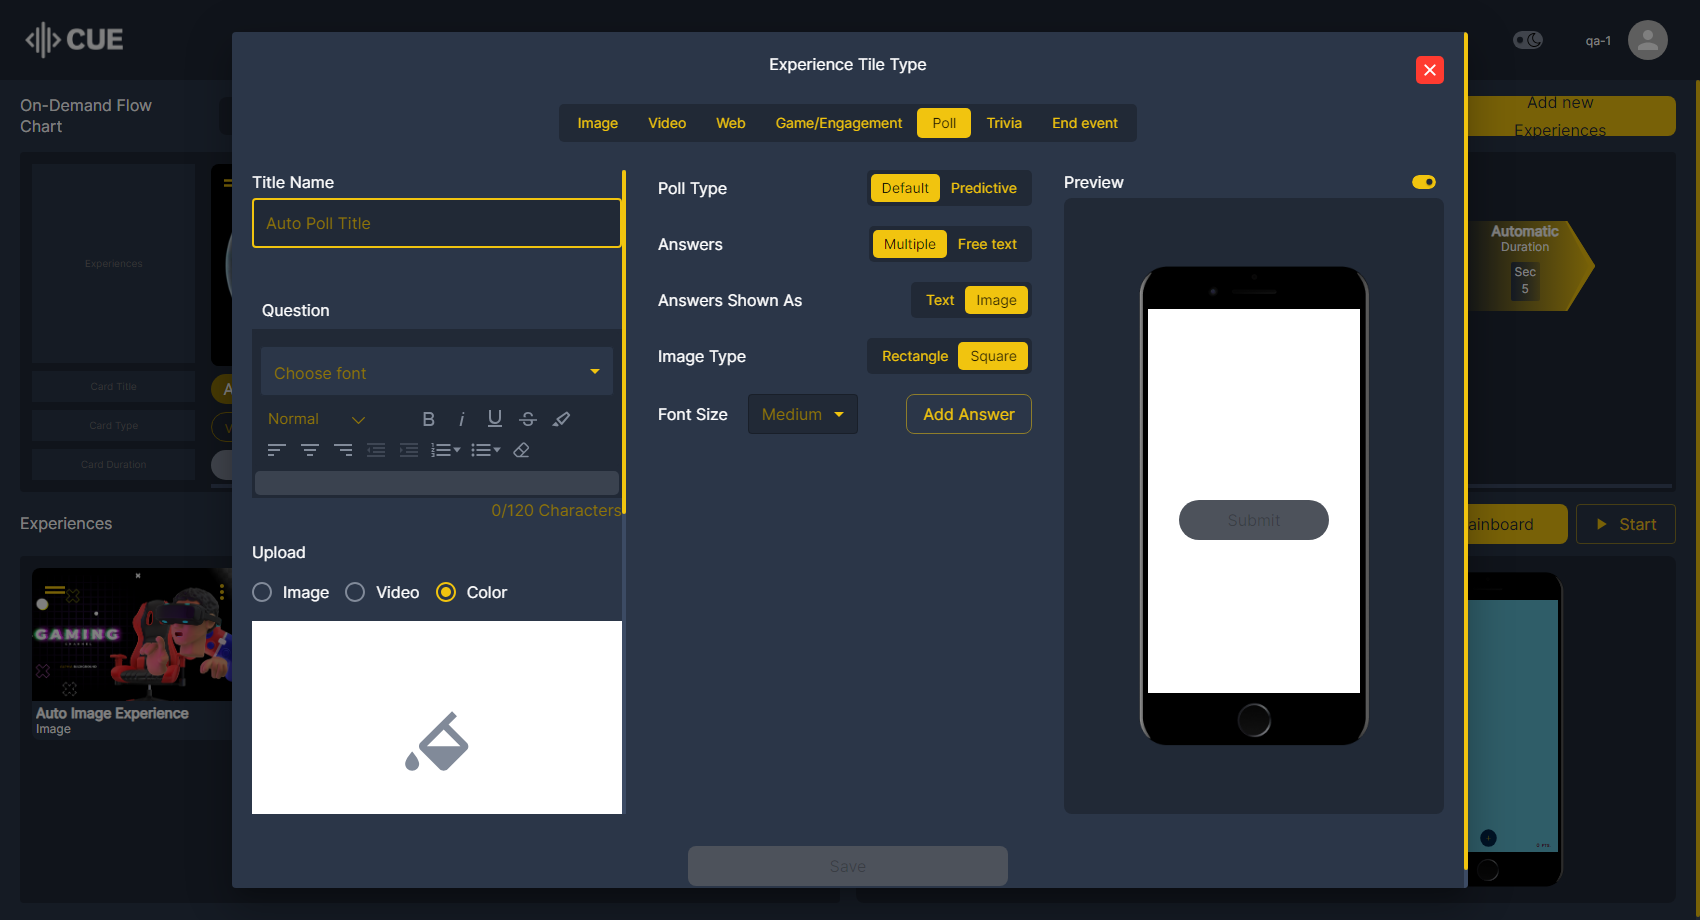 CUE
qa-1
On-Demand Flow
Chart
Add new
Experiences
Experience Tile Type
Image
Video
Web
Game/Engagement
Poll
Trivia
End event
Title Name
Auto Poll Title
Question
Choose font
Normal
0/120 Characters
Upload
Image
Video
Color
Poll Type
Default
Predictive
Answers
Multiple
Free text
Answers Shown As
Text
Image
Image Type
Rectangle
Square
Font Size
Medium
Add Answer
Preview
Submit
Save
Experiences
Card Title
Card Type
Card Duration
A
V
Automatic
Duration
Sec
5
Experiences
ainboard
Start
GAMING
Auto Image Experience
Image